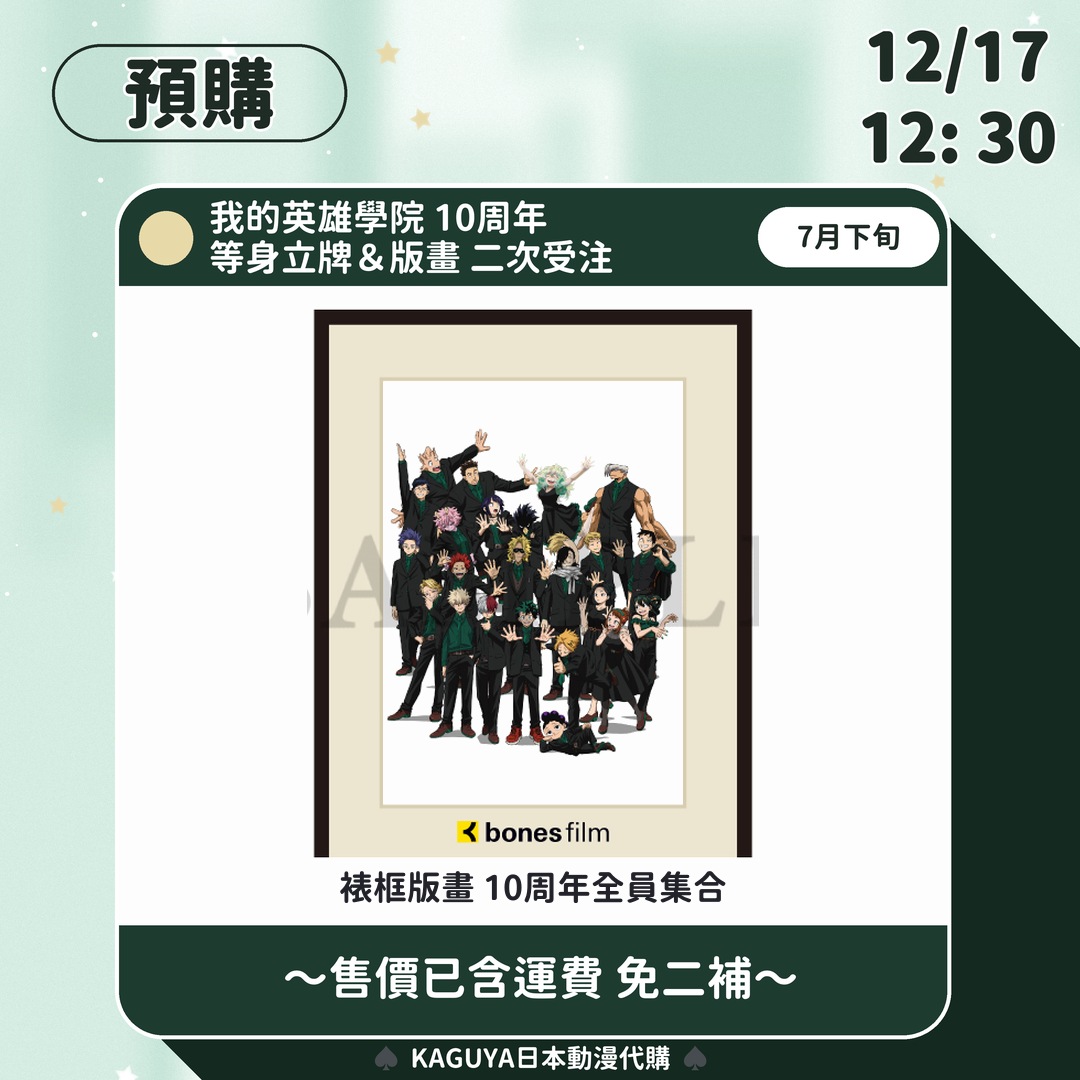 預購
12/17
12: 30
我的英雄學院 10周年
等身立牌＆版畫 二次受注
7月下旬
bones film
裱框版畫 10周年全員集合
～售價已含運費 免二補～
♠ KAGUYA日本動漫代購 ♠